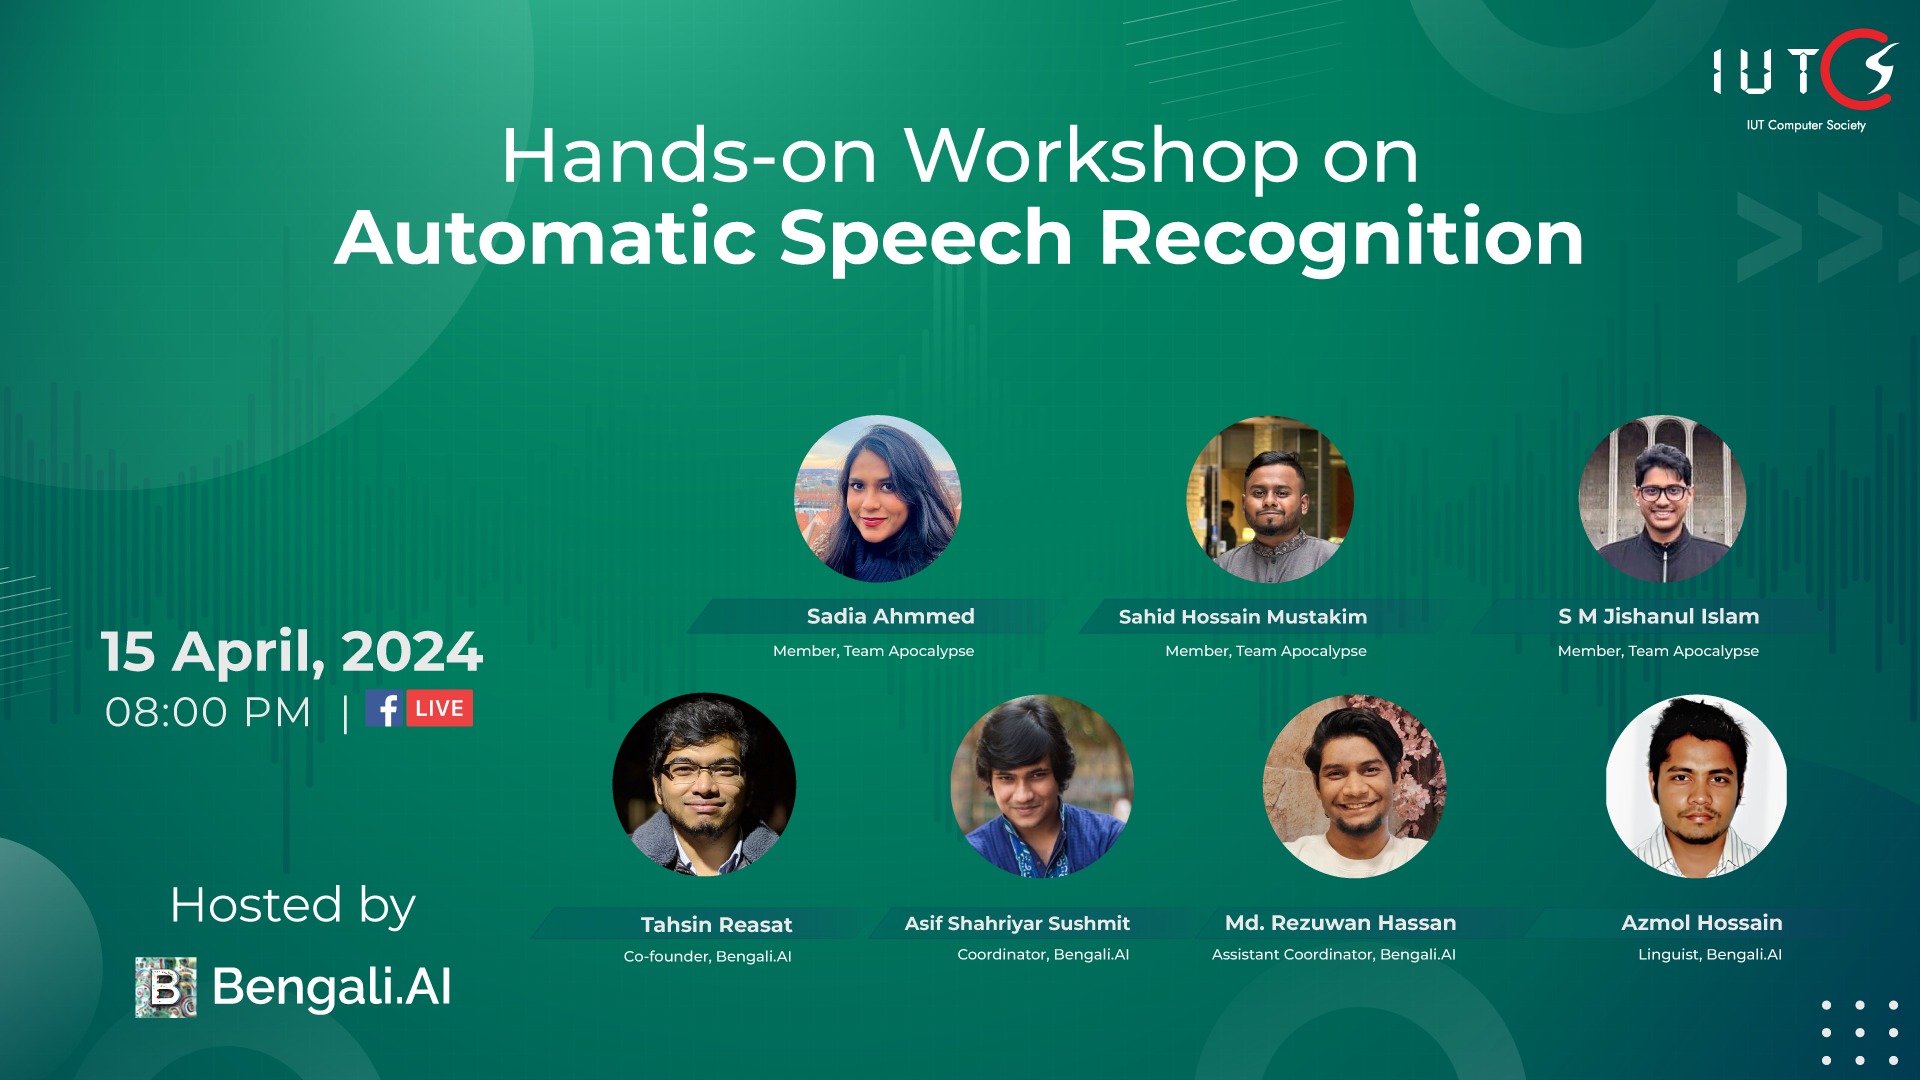 IUTCS
IUT Computer Society
Hands-on Workshop on
Automatic Speech Recognition
Sadia Ahmmed
Member, Team Apocalypse
Sahid Hossain Mustakim
Member, Team Apocalypse
S M Jishanul Islam
Member, Team Apocalypse
15 April, 2024
08:00 PM | f LIVE
Tahsin Reasat
Co-founder, Bengali.AI
Asif Shahriyar Sushmit
Coordinator, Bengali.AI
Md. Rezuwan Hassan
Assistant Coordinator, Bengali.AI
Azmol Hossain
Linguist, Bengali.AI
Hosted by
B Bengali.AI